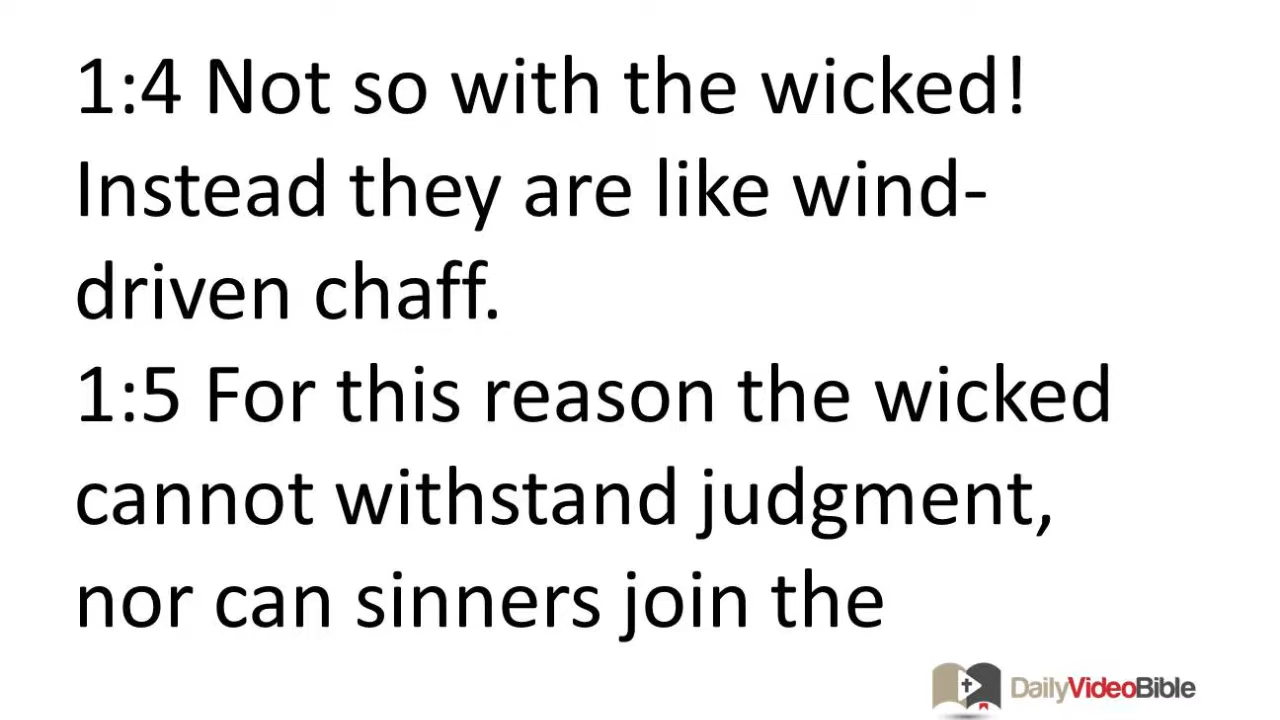 1:4 Not so with the wicked!
Instead they are like wind-
driven chaff.
1:5 For this reason the wicked
cannot withstand judgment,
nor can sinners join the
DailyVideoBible